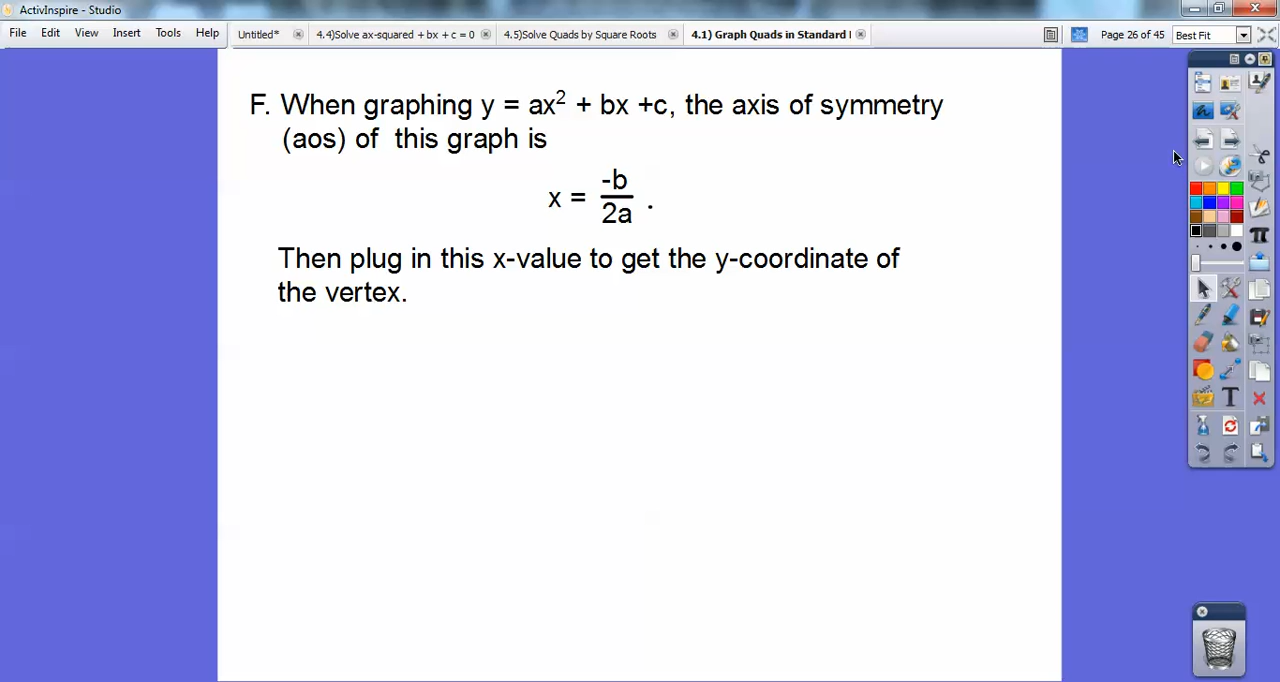 ActivInspire - Studio
File Edit View Insert Tools Help
Untitled* 4.4)Solve ax-squared + bx + c = 0 4.5)Solve Quads by Square Roots 4.1) Graph Quads in Standard
Page 26 of 45 Best Fit
F. When graphing y = ax² + bx +c, the axis of symmetry
(aos) of this graph is
x = -b
2a .
Then plug in this x-value to get the y-coordinate of
the vertex.